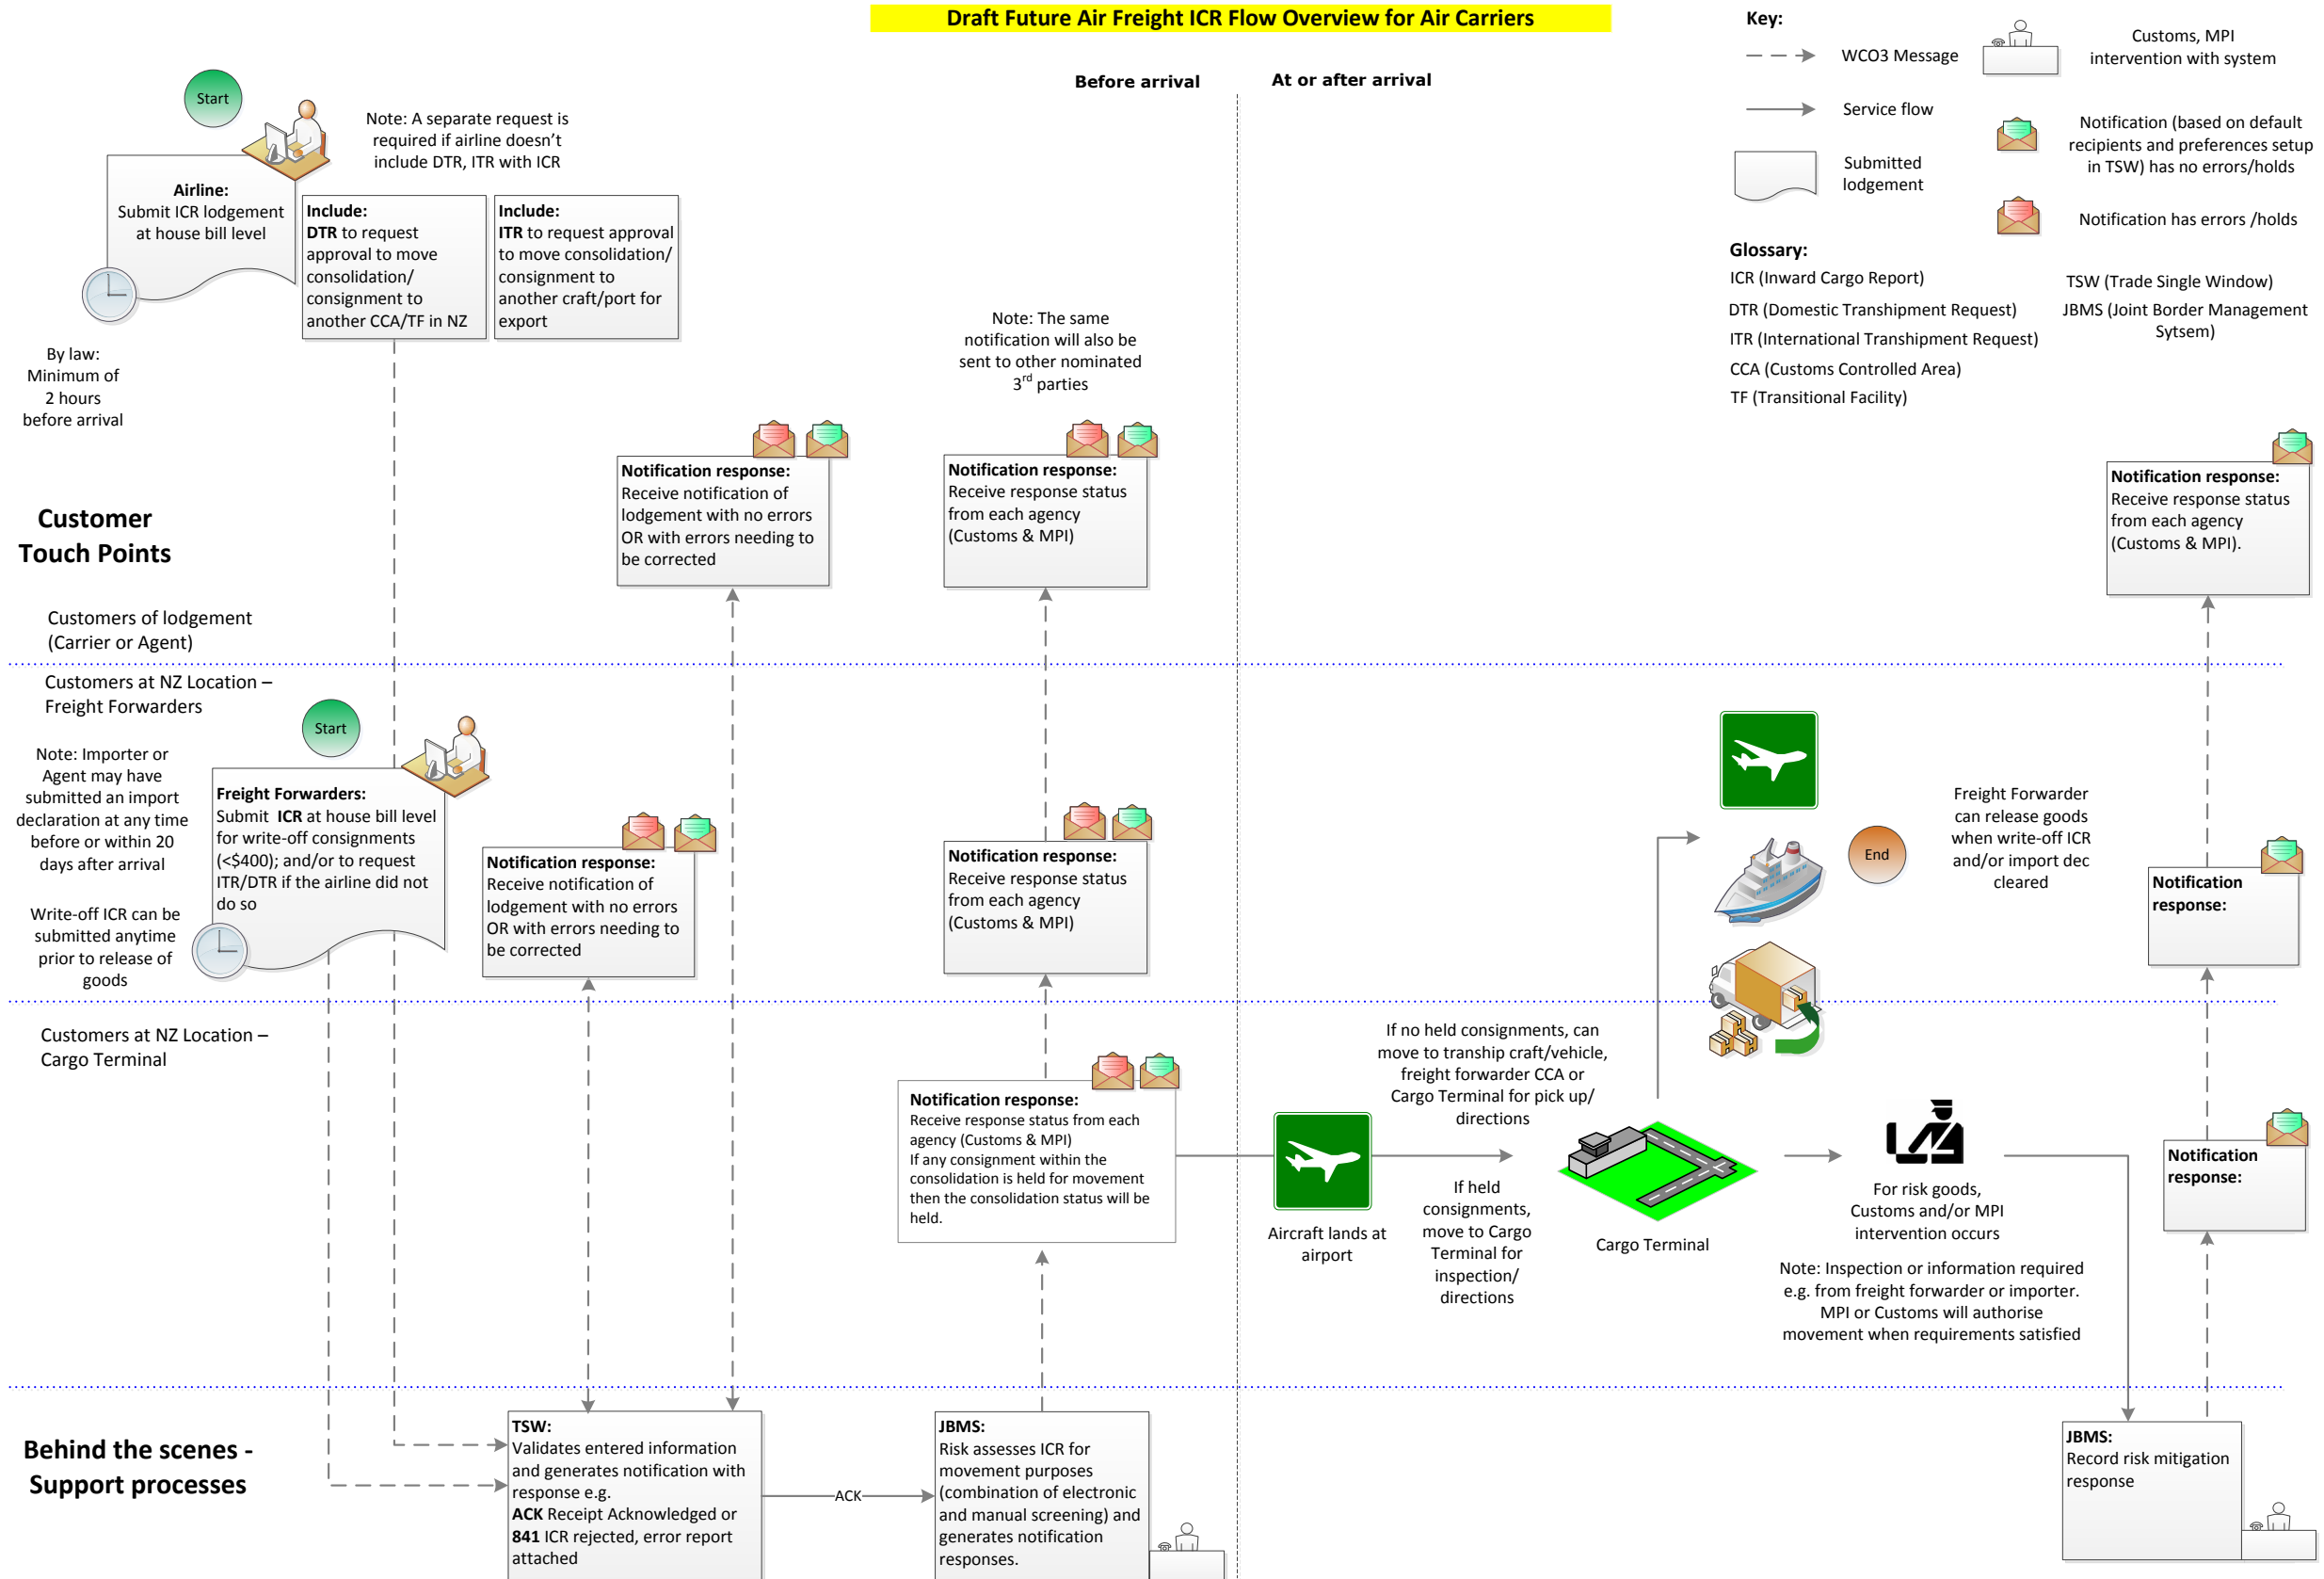 Draft Future Air Freight ICR Flow Overview for Air Carriers
Before arrival
At or after arrival
Key:
WCO3 Message
Customs, MPI
intervention with system
Service flow
Notification (based on default
recipients and preferences setup
in TSW) has no errors/holds
Submitted
lodgement
Notification has errors /holds
Glossary:
ICR (Inward Cargo Report)
DTR (Domestic Transhipment Request)
ITR (International Transhipment Request)
CCA (Customs Controlled Area)
TF (Transitional Facility)
TSW (Trade Single Window)
JBMS (Joint Border Management
Sytsem)
Start
Note: A separate request is
required if airline doesn't
include DTR, ITR with ICR
Airline:
Submit ICR lodgement
at house bill level
Include:
DTR to request
approval to move
consolidation/
consignment to
another CCA/TF in NZ
Include:
ITR to request approval
to move consolidation/
consignment to
another craft/port for
export
By law:
Minimum of
2 hours
before arrival
Note: The same
notification will also be
sent to other nominated
3rd parties
Customer
Touch Points
Notification response:
Receive notification of
lodgement with no errors
OR with errors needing to
be corrected
Notification response:
Receive response status
from each agency
(Customs & MPI)
Notification response:
Receive response status
from each agency
(Customs & MPI).
Customers of lodgement
(Carrier or Agent)
Customers at NZ Location –
Freight Forwarders
Start
Note: Importer or
Agent may have
submitted an import
declaration at any time
before or within 20
days after arrival
Write-off ICR can be
submitted anytime
prior to release of
goods
Freight Forwarders:
Submit ICR at house bill level
for write-off consignments
(<$400); and/or to request
ITR/DTR if the airline did not
do so
Notification response:
Receive notification of
lodgement with no errors
OR with errors needing to
be corrected
Notification response:
Receive response status
from each agency
(Customs & MPI)
End
Freight Forwarder
can release goods
when write-off ICR
and/or import dec
cleared
Notification
response:
Customers at NZ Location –
Cargo Terminal
Notification response:
Receive response status from each
agency (Customs & MPI)
If any consignment within the
consolidation is held for movement
then the consolidation status will be
held.
Aircraft lands at
airport
If no held consignments, can
move to tranship craft/vehicle,
freight forwarder CCA or
Cargo Terminal for pick up/
directions
If held
consignments,
move to Cargo
Terminal for
inspection/
directions
Cargo Terminal
For risk goods,
Customs and/or MPI
intervention occurs
Note: Inspection or information required
e.g. from freight forwarder or importer.
MPI or Customs will authorise
movement when requirements satisfied
Notification
response:
Behind the scenes -
Support processes
TSW:
Validates entered information
and generates notification with
response e.g.
ACK Receipt Acknowledged or
841 ICR rejected, error report
attached
ACK
JBMS:
Risk assesses ICR for
movement purposes
(combination of electronic
and manual screening) and
generates notification
responses.
JBMS:
Record risk mitigation
response